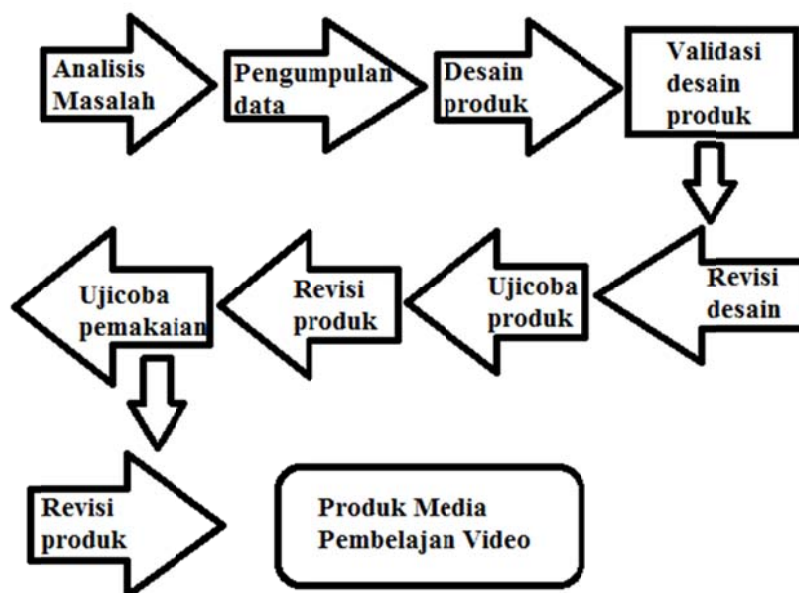 Analisis
Masalah
Pengumpulan
data
Desain
produk
Validasi
desain
produk
Revisi
desain
Ujicoba
produk
Revisi
produk
Ujicoba
pemakaian
Revisi
produk
Produk Media
Pembelajan Video